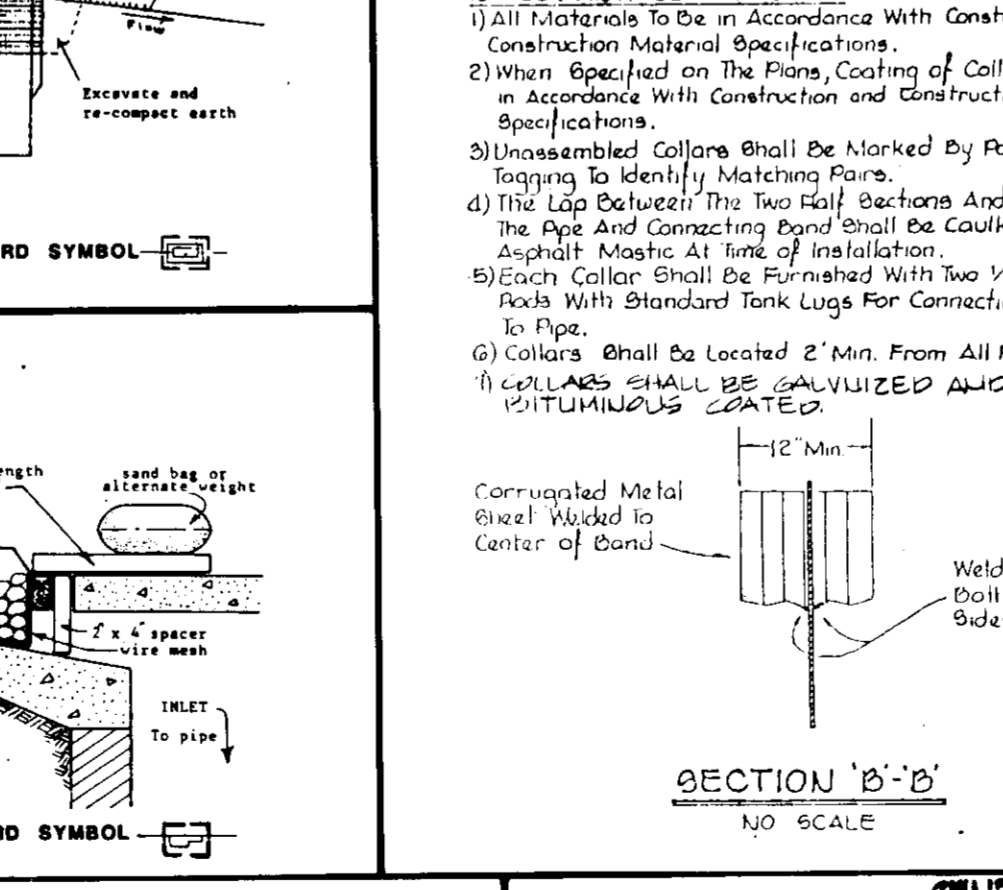 Flow
Excavate and
re-compact earth
RD SYMBOL
1) All Materials To Be in Accordance With Const
Construction Material Specifications.
2) When Specified on The Plans, Coating of Coll
in Accordance With Construction and Construct
Specifications.
3) Unassembled Collars Shall Be Marked By Pa
Tagging To Identify Matching Pairs.
4) The Lap Between The Two Half Sections And
The Pipe And Connecting Band Shall Be Caulk
Asphalt Mastic At Time of Installation.
5) Each Collar Shall Be Furnished With Two
Rods With Standard Tank Lugs For Connecti
To Pipe.
6) Collars Shall Be Located 2' Min. From All
7) COLLARS SHALL BE GALVNIZED AND
BITUMINOUS COATED.
12" Min.
Corrugated Metal
Sheet Welded To
Center of Band
Weld
Bolt
Side
SECTION 'B'-'B'
NO SCALE
ength
sand bag or
alternate weight
2" x 4" spacer
wire mesh
INLET
To pipe
RD SYMBOL